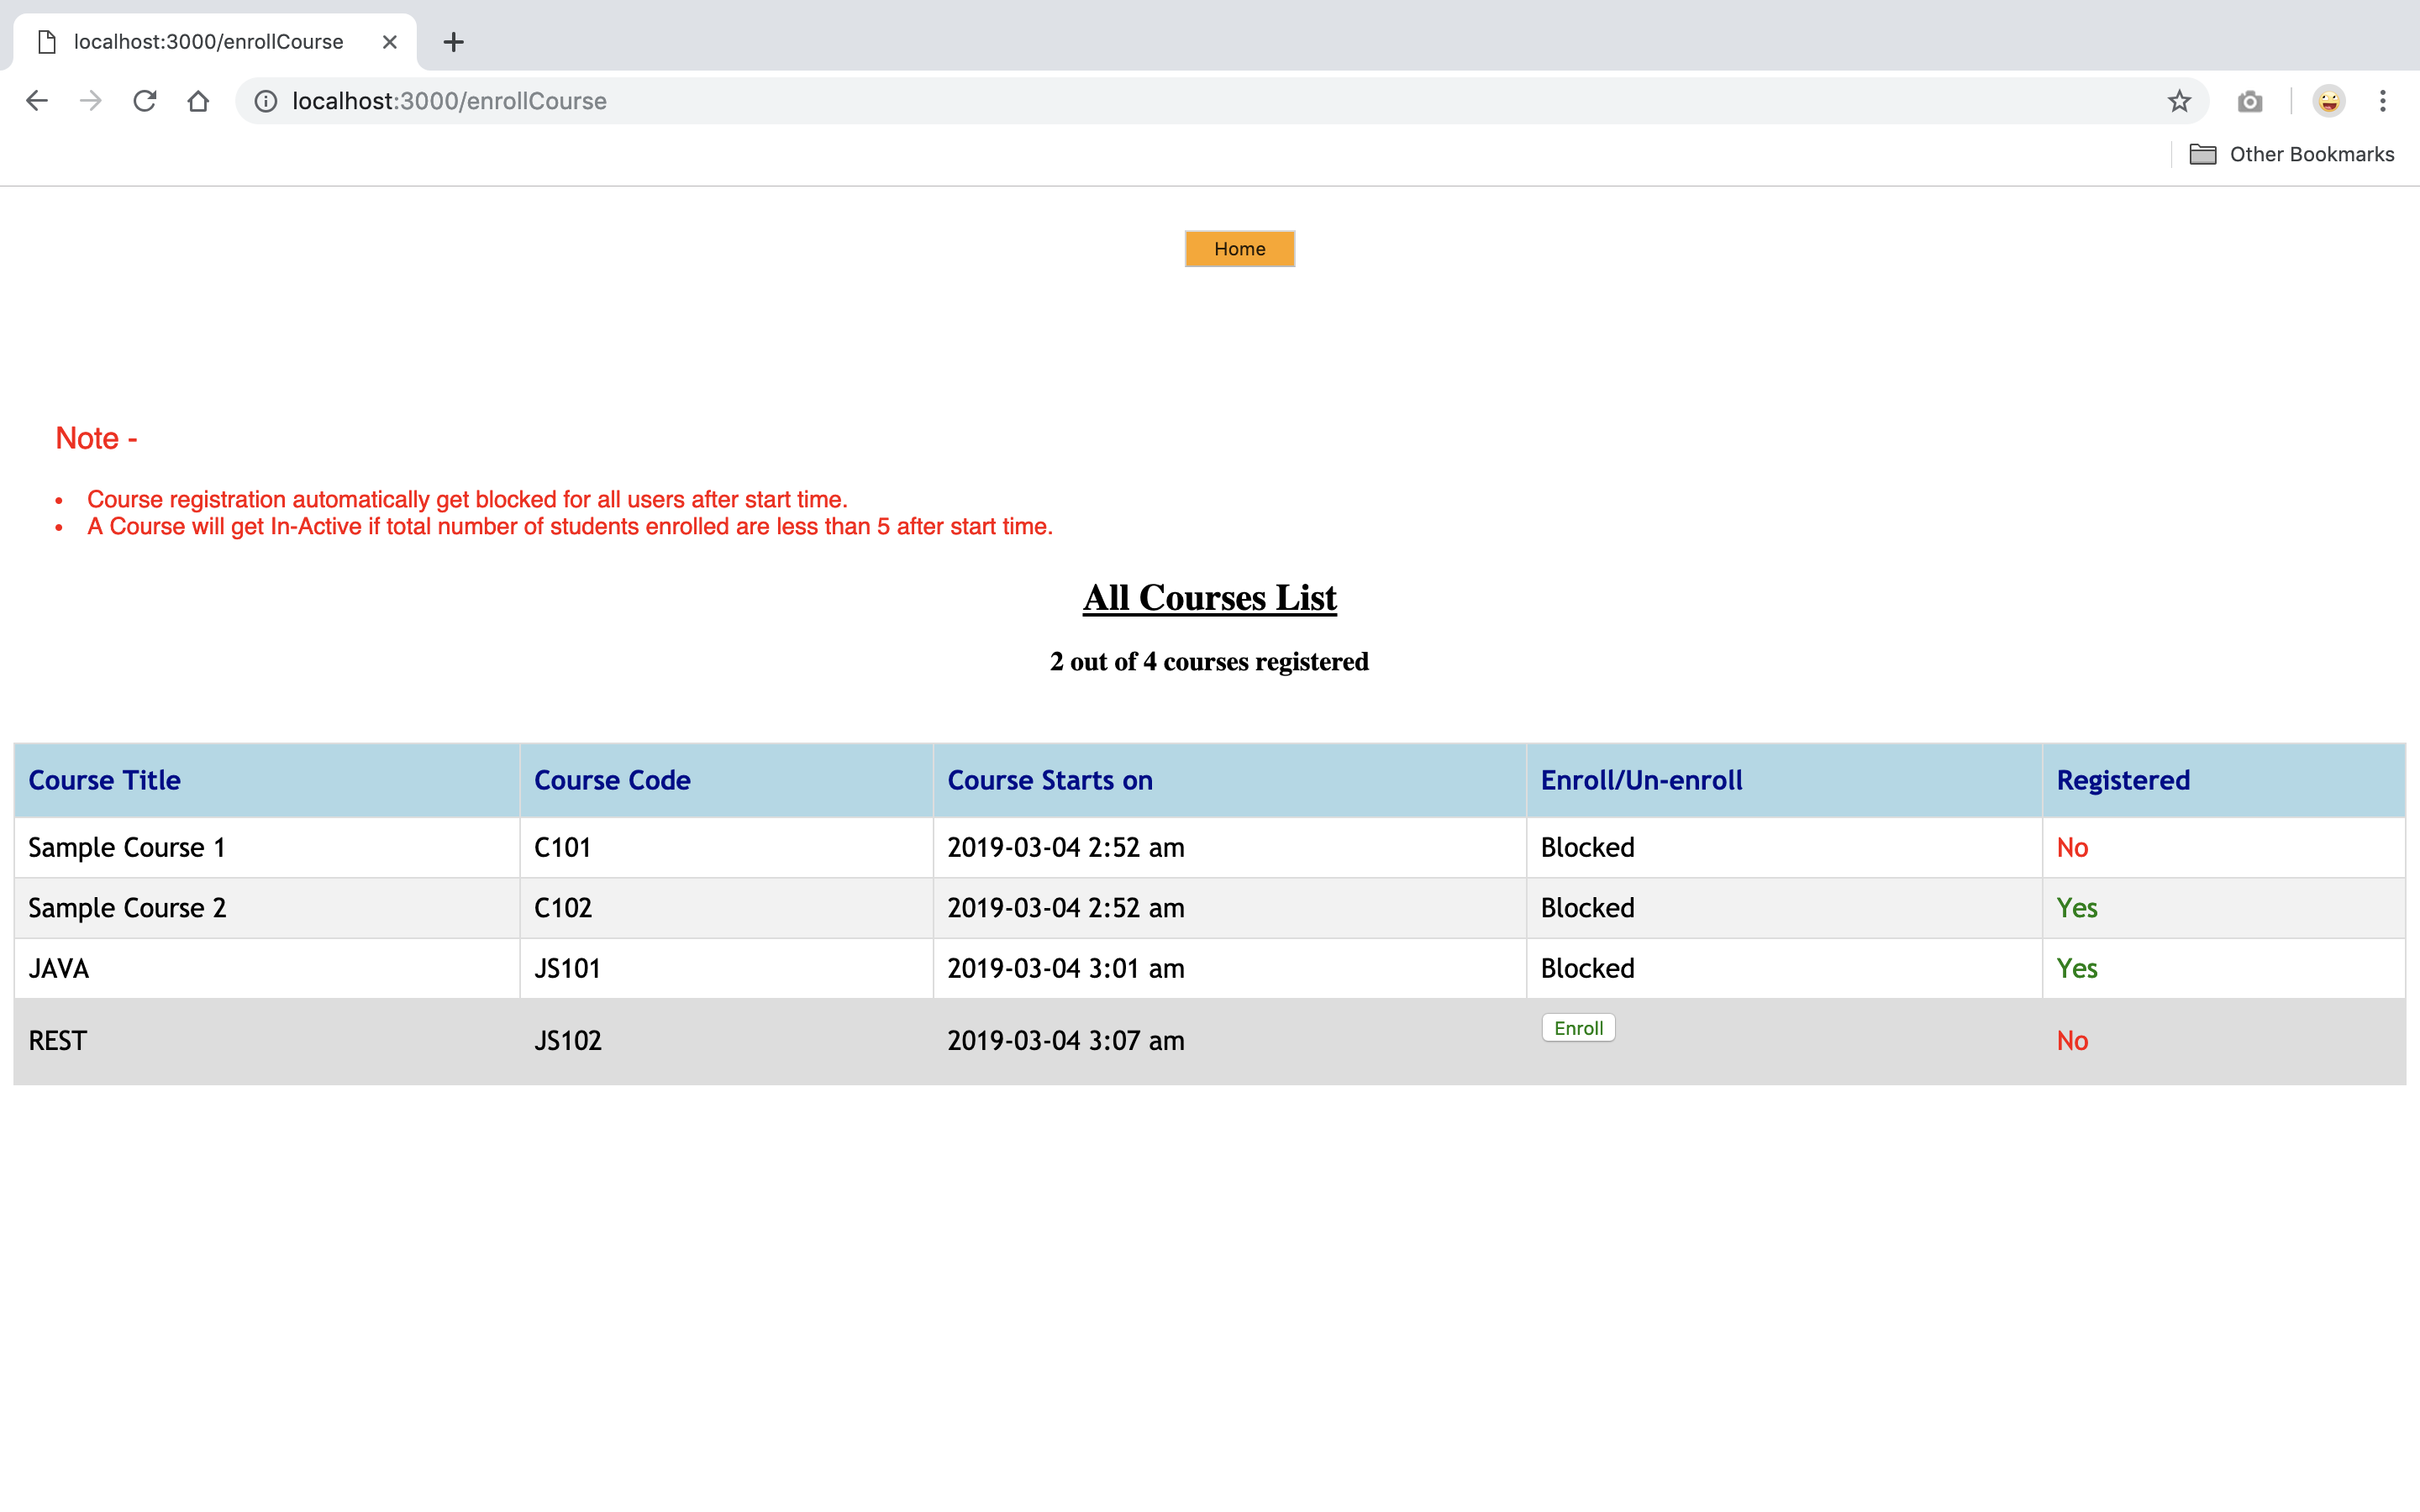 localhost:3000/enrollCourse
localhost:3000/enrollCourse
Other Bookmarks
Home
Note -
• Course registration automatically get blocked for all users after start time.
• A Course will get In-Active if total number of students enrolled are less than 5 after start time.
All Courses List
2 out of 4 courses registered
Course Title Course Code Course Starts on Enroll/Un-enroll Registered
Sample Course 1 C101 2019-03-04 2:52 am Blocked No
Sample Course 2 C102 2019-03-04 2:52 am Blocked Yes
JAVA JS101 2019-03-04 3:01 am Blocked Yes
REST JS102 2019-03-04 3:07 am Enroll No